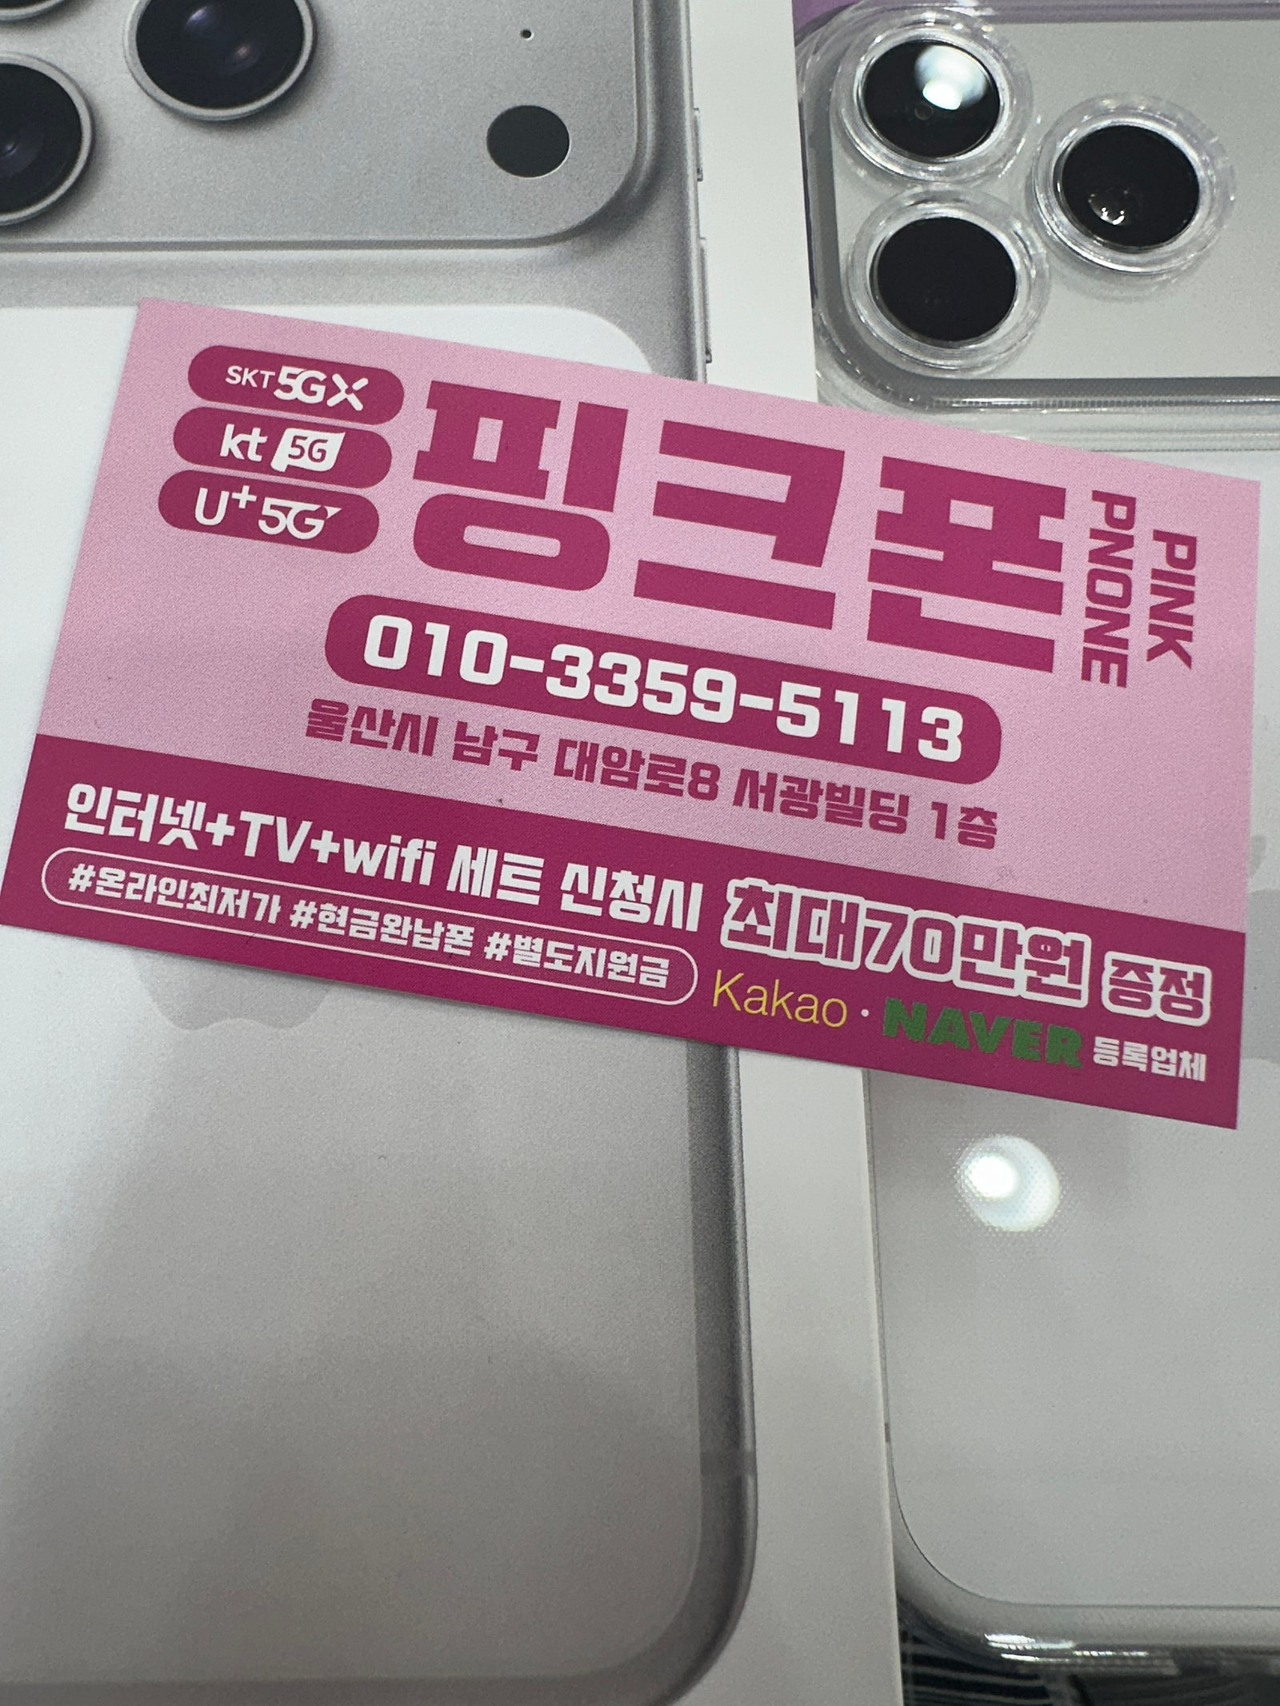 SKT 5GX
kt 5G
U+ 5G
핑크폰
PINK
PNONE
010-3359-5113
울산시 남구 대암로8 서광빌딩 1층
인터넷+TV+wifi 세트 신청시 최대70만원 증정
#온라인최저가 #현금완납폰 #별도지원금
Kakao · NAVER 등록업체